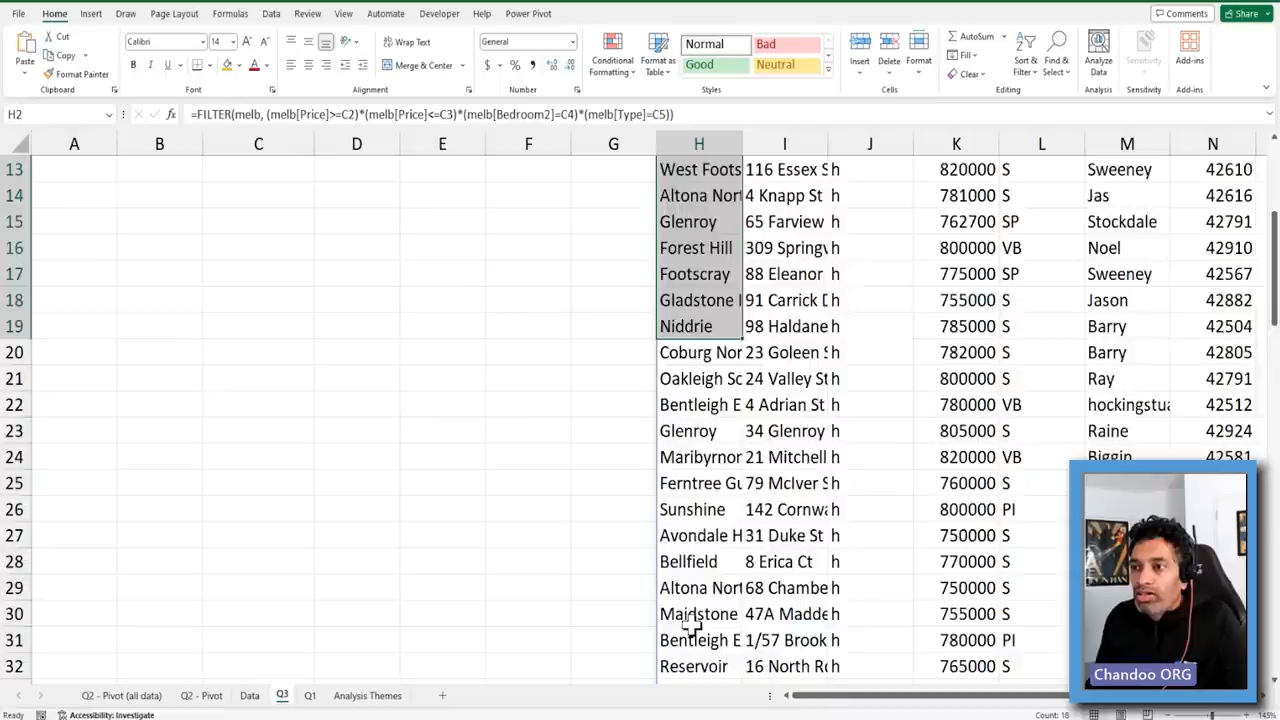 File Home Insert Draw Page Layout Formulas Data Review View Automate Developer Help Power Pivot Comments Share
Cut Calibri Wrap Text General Normal Bad AutoSum
Copy Fill
Paste Format Painter B I U Merge & Center $ % Conditional Formatting Format as Table Good Neutral Insert Delete Format Clear Sort & Filter Find & Select Analyze Data Sensitivity Add-ins
Clipboard Font Alignment Number Styles Cells Editing Analysis Sensitivity Add-ins
H2 fx =FILTER(melb, (melb[Price]>=C2)*(melb[Price]<=C3)*(melb[Bedroom2]=C4)*(melb[Type]=C5))
A B C D E F G H I J K L M N
13 West Foots 116 Essex S h 820000 S Sweeney 42610
14 Altona Nort 4 Knapp St h 781000 S Jas 42616
15 Glenroy 65 Farview h 762700 SP Stockdale 42791
16 Forest Hill 309 Springv h 800000 VB Noel 42910
17 Footscray 88 Eleanor h 775000 SP Sweeney 42567
18 Gladstone 91 Carrick D h 755000 S Jason 42882
19 Niddrie 98 Haldane h 785000 S Barry 42504
20 Coburg Nor 23 Goleen S h 782000 S Barry 42805
21 Oakleigh So 24 Valley St h 800000 S Ray 42791
22 Bentleigh E 4 Adrian St h 780000 VB hockingstua 42512
23 Glenroy 34 Glenroy h 805000 S Raine 42924
24 Maribyrnor 21 Mitchell h 820000 VB Biggin 42581
25 Ferntree Gu 79 McIver S h 760000 S
26 Sunshine 142 Cornwa h 800000 PI
27 Avondale H 31 Duke St h 750000 S
28 Bellfield 8 Erica Ct h 770000 S
29 Altona Nort 68 Chambe h 750000 S
30 Maidstone 47A Madde h 755000 S
31 Bentleigh E 1/57 Brook h 780000 PI
32 Reservoir 16 North Ro h 765000 S
Chandoo ORG
Q2 - Pivot (all data) Q2 - Pivot Data Q3 Q1 Analysis Themes
Ready Accessibility: Investigate Count: 18 145%